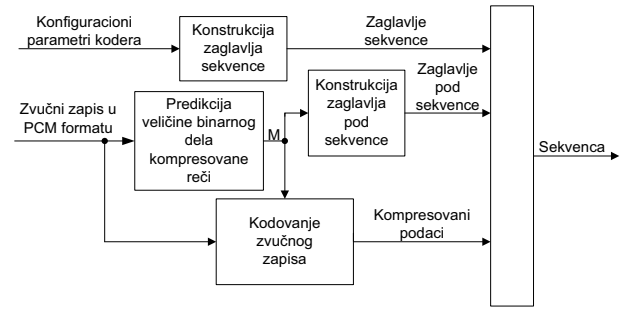 Konfiguracioni
parametri kodera
Konstrukcija
zaglavlja
sekvence
Zaglavlje
sekvence
Zvučni zapis u
PCM formatu
Predikcija
veličine binarnog
dela
kompresovane
reči
M
Konstrukcija
zaglavlja
pod
sekvence
Zaglavlje
pod
sekvence
Kodovanje
zvučnog
zapisa
Kompresovani
podaci
Sekvenca